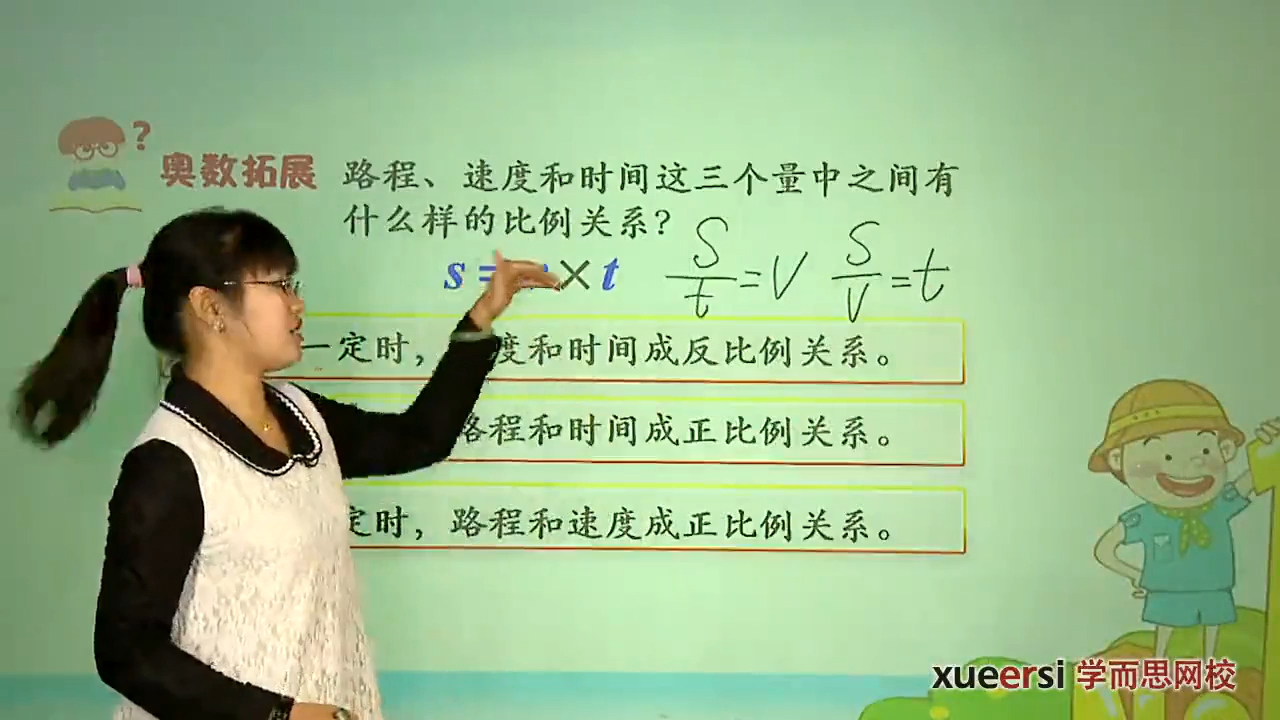 ?
奥数拓展 路程、速度和时间这三个量中之间有
什么样的比例关系?
s = × t S/t=V S/V=t
一定时, 度和时间成反比例关系。
路程和时间成正比例关系。
定时, 路程和速度成正比例关系。
xueersi 学而思网校